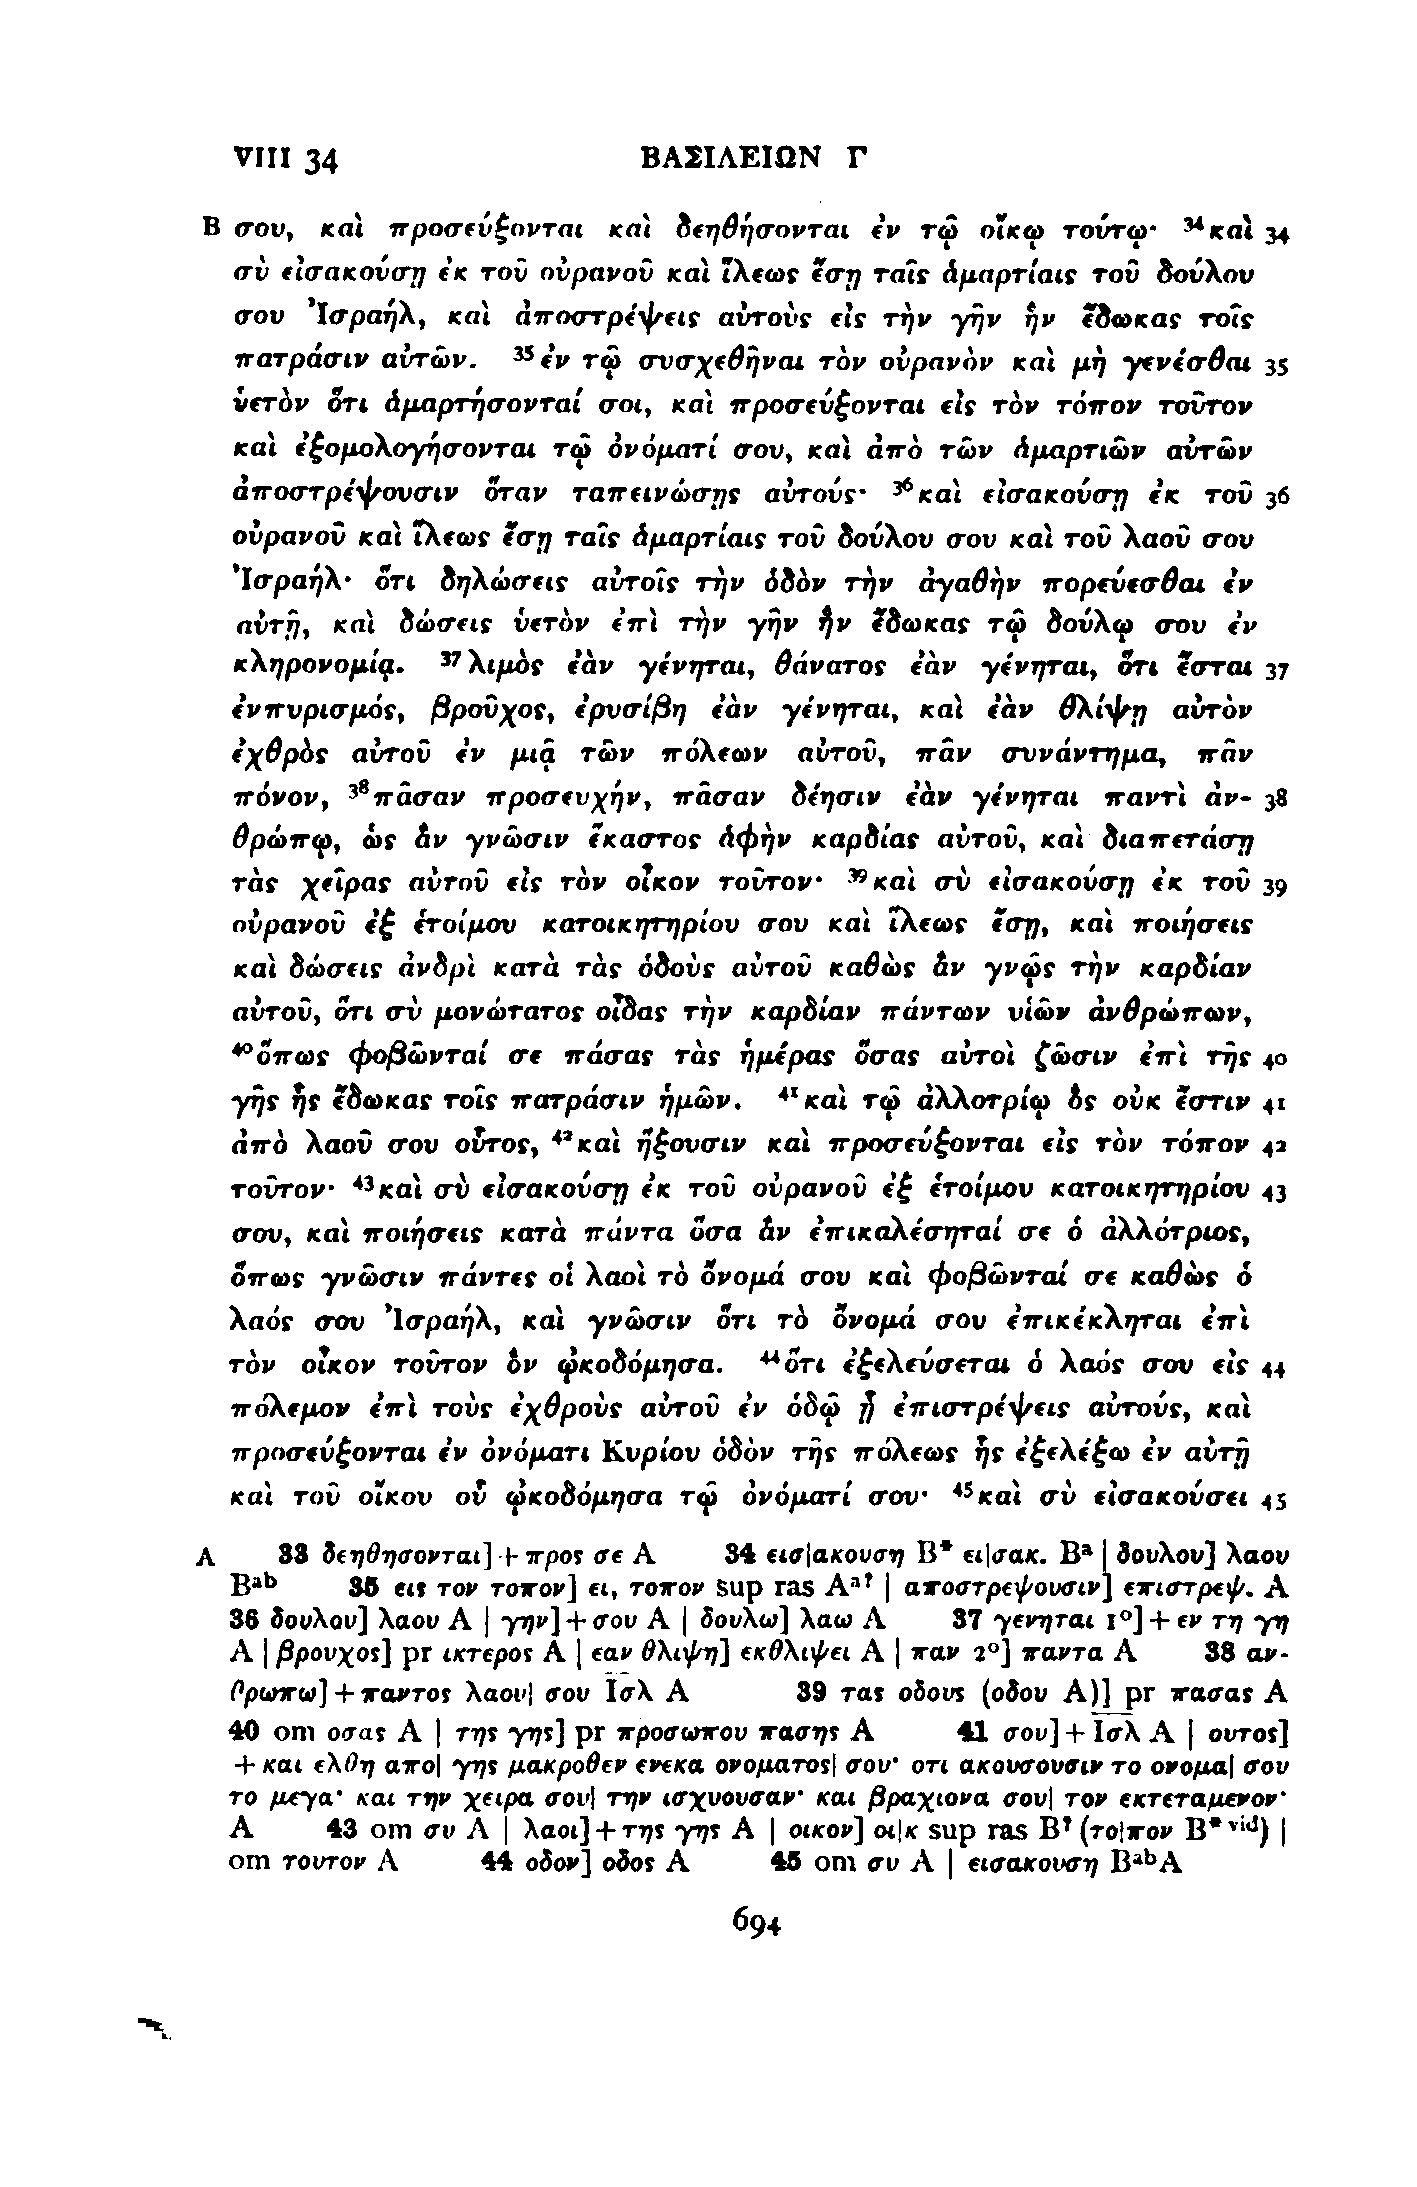 VIII 34 ΒΑΣΙΛΕΙΩΝ Γ
B σου, καὶ προσεύξονται καὶ δεηθήσονται ἐν τῷ οἴκῳ τούτῳ· ³⁴καὶ 34
σὺ εἰσακούσῃ ἐκ τοῦ οὐρανοῦ καὶ ἵλεως ἔσῃ ταῖς ἁμαρτίαις τοῦ δούλου
σου Ἰσραήλ, καὶ ἀποστρέψεις αὐτοὺς εἰς τὴν γῆν ἣν ἔδωκας τοῖς
πατράσιν αὐτῶν. ³⁵ἐν τῷ συσχεθῆναι τὸν οὐρανὸν καὶ μὴ γενέσθαι 35
ὑετὸν ὅτι ἁμαρτήσονταί σοι, καὶ προσεύξονται εἰς τὸν τόπον τοῦτον
καὶ ἐξομολογήσονται τῷ ὀνόματί σου, καὶ ἀπὸ τῶν ἁμαρτιῶν αὐτῶν
ἀποστρέψουσιν ὅταν ταπεινώσῃς αὐτούς· ³⁶καὶ εἰσακούσῃ ἐκ τοῦ 36
οὐρανοῦ καὶ ἵλεως ἔσῃ ταῖς ἁμαρτίαις τοῦ δούλου σου καὶ τοῦ λαοῦ σου
Ἰσραήλ· ὅτι δηλώσεις αὐτοῖς τὴν ὁδὸν τὴν ἀγαθὴν πορεύεσθαι ἐν
αὐτῇ, καὶ δώσεις ὑετὸν ἐπὶ τὴν γῆν ἣν ἔδωκας τῷ δούλῳ σου ἐν
κληρονομίᾳ. ³⁷λιμὸς ἐὰν γένηται, θάνατος ἐὰν γένηται, ὅτι ἔσται 37
ἐνπυρισμός, βροῦχος, ἐρυσίβη ἐὰν γένηται, καὶ ἐὰν θλίψῃ αὐτὸν
ἐχθρὸς αὐτοῦ ἐν μιᾷ τῶν πόλεων αὐτοῦ, πᾶν συνάντημα, πᾶν
πόνον, ³⁸πᾶσαν προσευχήν, πᾶσαν δέησιν ἐὰν γένηται παντὶ ἀν- 38
θρώπῳ, ὡς ἂν γνῶσιν ἕκαστος ἁφὴν καρδίας αὐτοῦ, καὶ διαπετάσῃ
τὰς χεῖρας αὐτοῦ εἰς τὸν οἶκον τοῦτον· ³⁹καὶ σὺ εἰσακούσῃ ἐκ τοῦ 39
οὐρανοῦ ἐξ ἑτοίμου κατοικητηρίου σου καὶ ἵλεως ἔσῃ, καὶ ποιήσεις
καὶ δώσεις ἀνδρὶ κατὰ τὰς ὁδοὺς αὐτοῦ καθὼς ἂν γνῷς τὴν καρδίαν
αὐτοῦ, ὅτι σὺ μονώτατος οἶδας τὴν καρδίαν πάντων υἱῶν ἀνθρώπων,
⁴⁰ὅπως φοβῶνταί σε πάσας τὰς ἡμέρας ὅσας αὐτοὶ ζῶσιν ἐπὶ τῆς 40
γῆς ἧς ἔδωκας τοῖς πατράσιν ἡμῶν. ⁴¹καὶ τῷ ἀλλοτρίῳ ὃς οὐκ ἔστιν 41
ἀπὸ λαοῦ σου οὗτος, ⁴²καὶ ἥξουσιν καὶ προσεύξονται εἰς τὸν τόπον 42
τοῦτον· ⁴³καὶ σὺ εἰσακούσῃ ἐκ τοῦ οὐρανοῦ ἐξ ἑτοίμου κατοικητηρίου 43
σου, καὶ ποιήσεις κατὰ πάντα ὅσα ἂν ἐπικαλέσηταί σε ὁ ἀλλότριος,
ὅπως γνῶσιν πάντες οἱ λαοὶ τὸ ὄνομά σου καὶ φοβῶνταί σε καθὼς ὁ
λαός σου Ἰσραήλ, καὶ γνῶσιν ὅτι τὸ ὄνομά σου ἐπικέκληται ἐπὶ
τὸν οἶκον τοῦτον ὃν ᾠκοδόμησα. ⁴⁴ὅτι ἐξελεύσεται ὁ λαός σου εἰς 44
πόλεμον ἐπὶ τοὺς ἐχθροὺς αὐτοῦ ἐν ὁδῷ ᾗ ἐπιστρέψεις αὐτούς, καὶ
προσεύξονται ἐν ὀνόματι Κυρίου ὁδὸν τῆς πόλεως ἧς ἐξελέξω ἐν αὐτῇ
καὶ τοῦ οἴκου οὗ ᾠκοδόμησα τῷ ὀνόματί σου· ⁴⁵καὶ σὺ εἰσακούσει 45
A 33 δεηθησονται] + προς σε A 34 εισ|ακουση B* ει|σακ. Bᵃ | δουλου] λαου
Bᵃᵇ 35 εις τον τοπον] ει, τοπον sup ras Aᵃ? | αποστρεψουσιν] επιστρεψ. A
36 δουλου] λαου A | γην] + σου A | δουλω] λαω A 37 γενηται 1°] + εν τη γη
A | βρουχος] pr ικτερος A | εαν θλιψη] εκθλιψει A | παν 2°] παντα A 38 αν-
θρωπω] + παντος λαου| σου Ισλ A 39 τας οδους (οδου A)] pr πασας A
40 om οσας A | της γης] pr προσωπου πασης A 41 σου] + Ισλ A | ουτος]
+ και ελθη απο| γης μακροθεν ενεκα ονοματος| σου· οτι ακουσουσιν το ονομα| σου
το μεγα· και την χειρα σου| την ισχυουσαν· και βραχιονα σου| τον εκτεταμενον·
A 43 om συ A | λαοι] + της γης A | οικον] οι|κ sup ras B? (το|πον B* ᵛⁱᵈ) |
om τουτον A 44 οδον] οδος A 45 om συ A | εισακουση BᵃᵇA
694